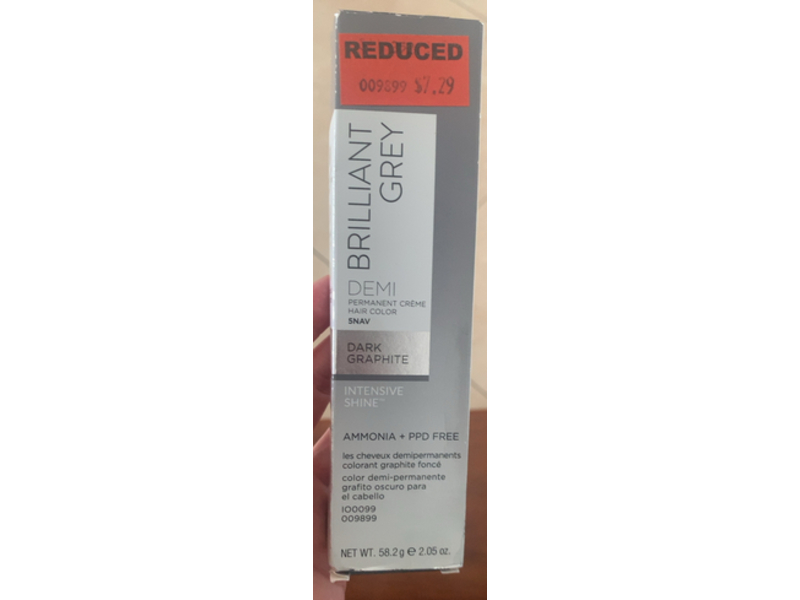 REDUCED
009899 $7.29
BRILLIANT
GREY
DEMI
PERMANENT CRÈME
HAIR COLOR
5NAV
DARK
GRAPHITE
INTENSIVE
SHINE™
AMMONIA + PPD FREE
les cheveux demipermanents
colorant graphite foncé
color demi-permanente
grafito oscuro para
el cabello
IO0099
009899
NET WT. 58.2g ℮ 2.05 oz.